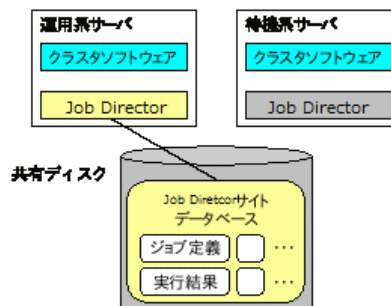 運用系サーバ
クラスタソフトウェア
Job Director
待機系サーバ
クラスタソフトウェア
Job Director
共有ディスク
Job Diretcorサイト
データベース
ジョブ定義 ･･･
実行結果 ･･･